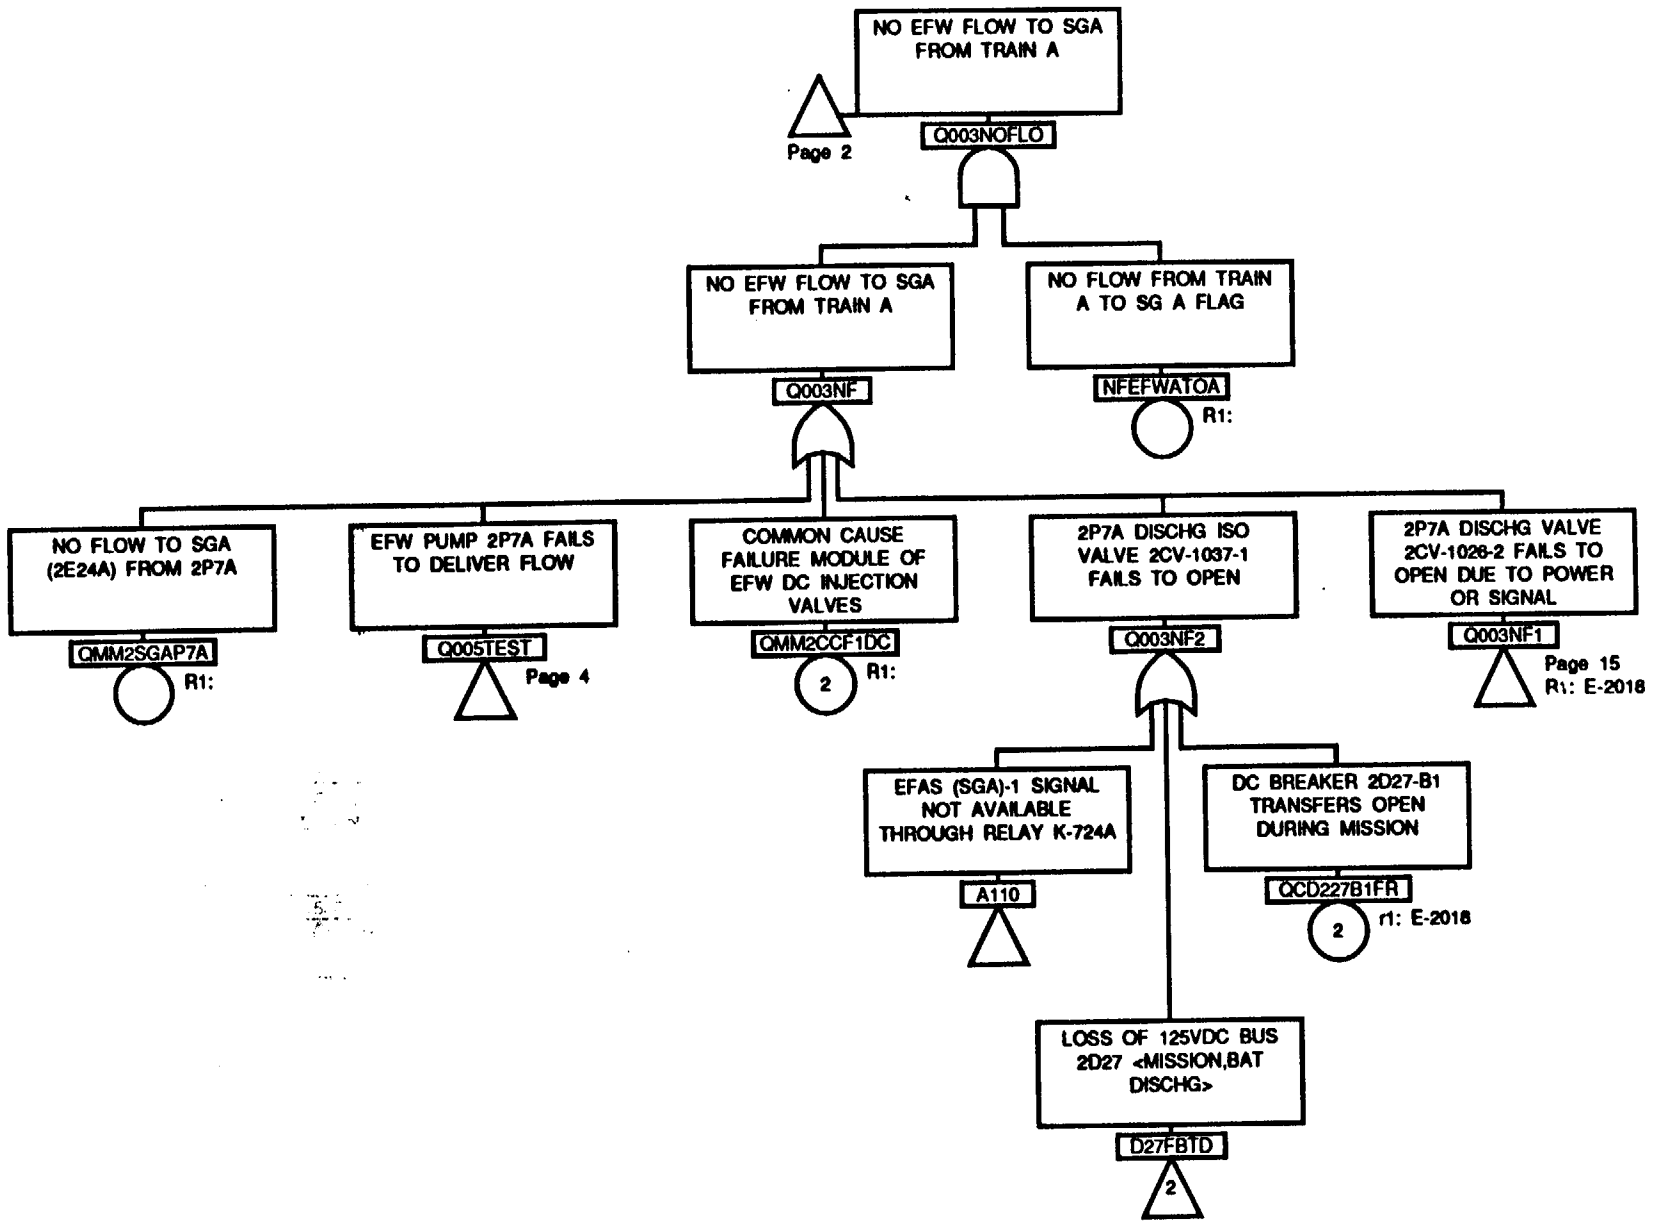 NO EFW FLOW TO SGA
FROM TRAIN A
Page 2
Q003NOFLO
NO EFW FLOW TO SGA
FROM TRAIN A
Q003NF
NO FLOW FROM TRAIN
A TO SG A FLAG
NFEFWATOA
R1:
NO FLOW TO SGA
(2E24A) FROM 2P7A
QMM2SGAP7A
R1:
EFW PUMP 2P7A FAILS
TO DELIVER FLOW
Q005TEST
Page 4
COMMON CAUSE
FAILURE MODULE OF
EFW DC INJECTION
VALVES
QMM2CCF1DC
R1:
2
2P7A DISCHG ISO
VALVE 2CV-1037-1
FAILS TO OPEN
Q003NF2
2P7A DISCHG VALVE
2CV-1026-2 FAILS TO
OPEN DUE TO POWER
OR SIGNAL
Q003NF1
Page 15
R1: E-2018
EFAS (SGA)-1 SIGNAL
NOT AVAILABLE
THROUGH RELAY K-724A
A110
DC BREAKER 2D27-B1
TRANSFERS OPEN
DURING MISSION
QCD227B1FR
r1: E-2018
2
LOSS OF 125VDC BUS
2D27 <MISSION,BAT
DISCHG>
D27FBTD
2